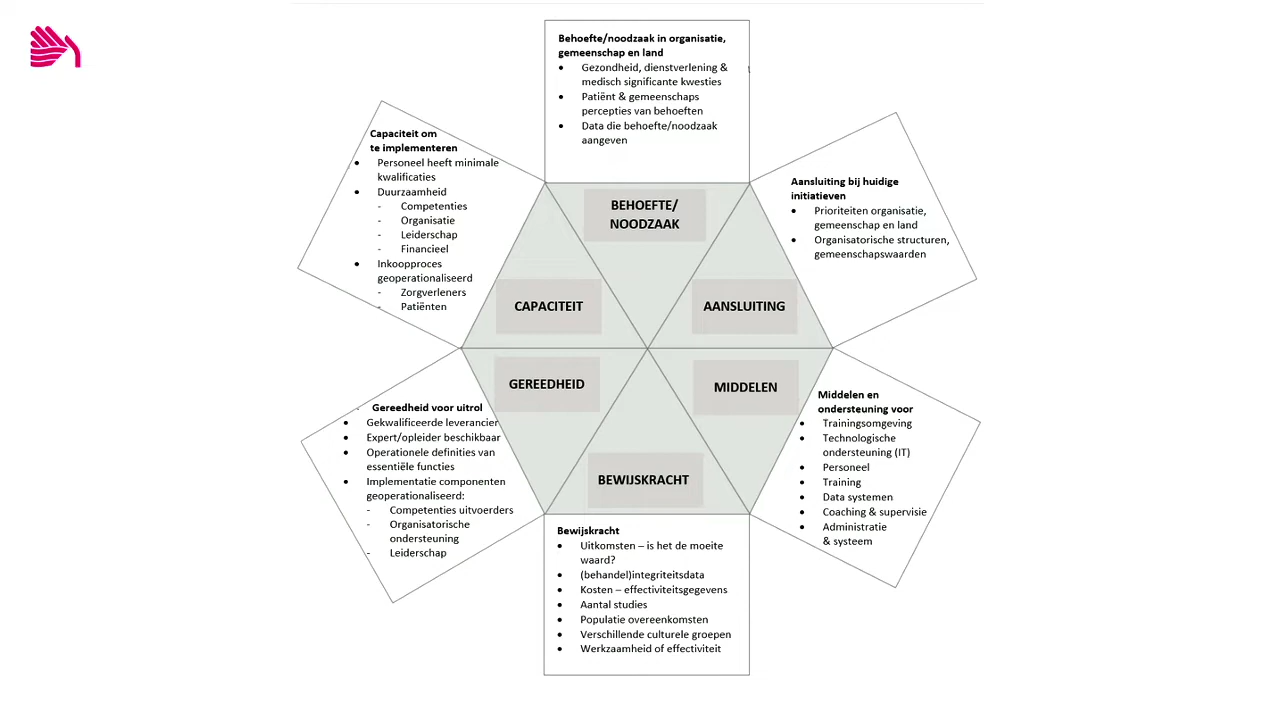 Behoefte/noodzaak in organisatie,
gemeenschap en land
• Gezondheid, dienstverlening &
medisch significante kwesties
• Patiënt & gemeenschaps
percepties van behoeften
• Data die behoefte/noodzaak
aangeven
Capaciteit om
te implementeren
• Personeel heeft minimale
kwalificaties
• Duurzaamheid
- Competenties
- Organisatie
- Leiderschap
- Financieel
• Inkoopproces
geoperationaliseerd
- Zorgverleners
- Patiënten
Aansluiting bij huidige
initiatieven
• Prioriteiten organisatie,
gemeenschap en land
• Organisatorische structuren,
gemeenschapswaarden
BEHOEFTE/
NOODZAAK
CAPACITEIT
AANSLUITING
GEREEDHEID
MIDDELEN
BEWIJSKRACHT
Gereedheid voor uitrol
• Gekwalificeerde leverancier
• Expert/opleider beschikbaar
• Operationele definities van
essentiële functies
• Implementatie componenten
geoperationaliseerd:
- Competenties uitvoerders
- Organisatorische
ondersteuning
- Leiderschap
Middelen en
ondersteuning voor
• Trainingsomgeving
• Technologische
ondersteuning (IT)
• Personeel
• Training
• Data systemen
• Coaching & supervisie
• Administratie
& systeem
Bewijskracht
• Uitkomsten – is het de moeite
waard?
• (behandel)integriteitsdata
• Kosten – effectiviteitsgegevens
• Aantal studies
• Populatie overeenkomsten
• Verschillende culturele groepen
• Werkzaamheid of effectiviteit